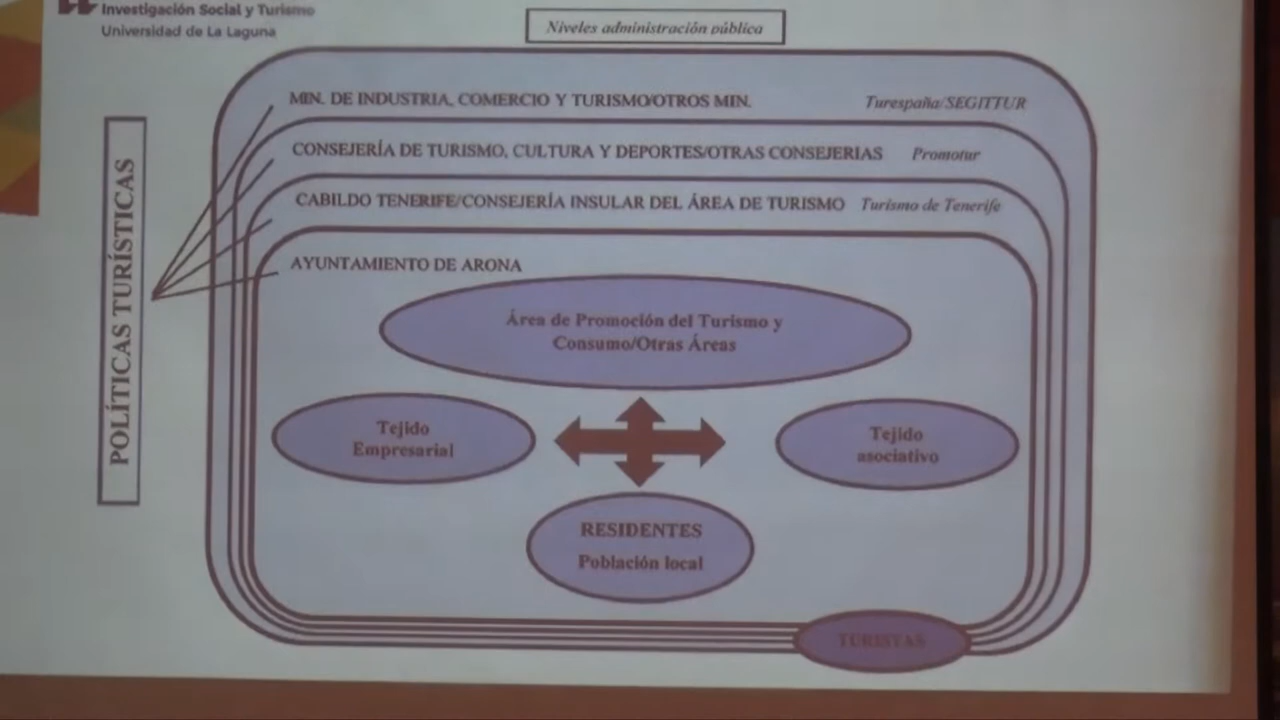 Investigación Social y Turismo
Universidad de La Laguna
Niveles administración pública
MIN. DE INDUSTRIA, COMERCIO Y TURISMO/OTROS MIN. Turespaña/SEGITTUR
CONSEJERÍA DE TURISMO, CULTURA Y DEPORTES/OTRAS CONSEJERIAS Promotur
CABILDO TENERIFE/CONSEJERÍA INSULAR DEL ÁREA DE TURISMO Turismo de Tenerife
AYUNTAMIENTO DE ARONA
POLÍTICAS TURÍSTICAS
Área de Promoción del Turismo y
Consumo/Otras Áreas
Tejido
Empresarial
Tejido
asociativo
RESIDENTES
Población local
TURISTAS